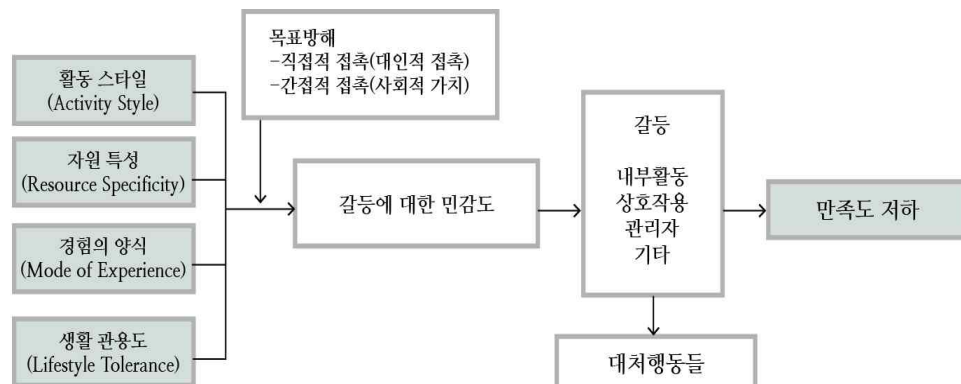 목표방해
-직접적 접촉(대인적 접촉)
-간접적 접촉(사회적 가치)
활동 스타일
(Activity Style)
자원 특성
(Resource Specificity)
경험의 양식
(Mode of Experience)
생활 관용도
(Lifestyle Tolerance)
갈등에 대한 민감도
갈등
내부활동
상호작용
관리자
기타
만족도 저하
대처행동들